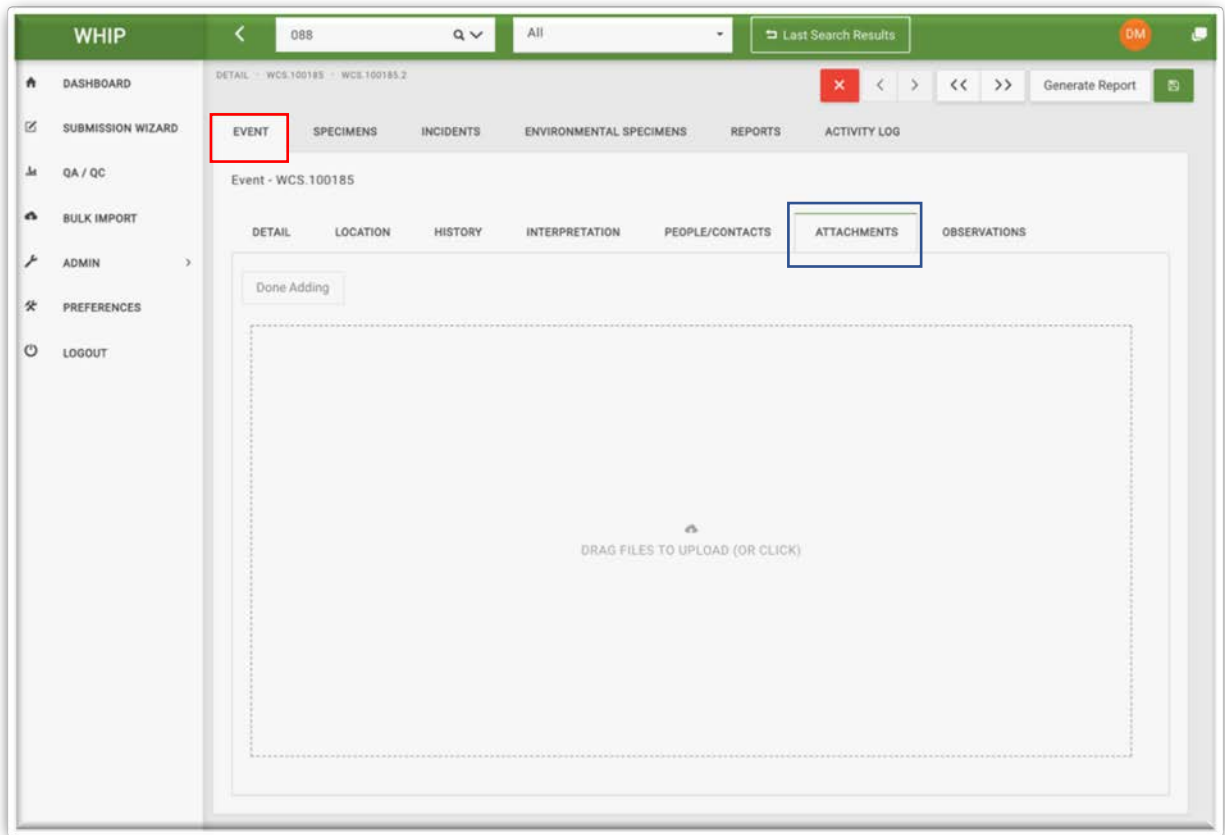 WHIP
088
All
Last Search Results
DM
DASHBOARD
SUBMISSION WIZARD
QA / QC
BULK IMPORT
ADMIN
PREFERENCES
LOGOUT
DETAIL - WCS.100185 - WCS.100185.2
Generate Report
EVENT SPECIMENS INCIDENTS ENVIRONMENTAL SPECIMENS REPORTS ACTIVITY LOG
Event - WCS.100185
DETAIL LOCATION HISTORY INTERPRETATION PEOPLE/CONTACTS ATTACHMENTS OBSERVATIONS
Done Adding
DRAG FILES TO UPLOAD (OR CLICK)